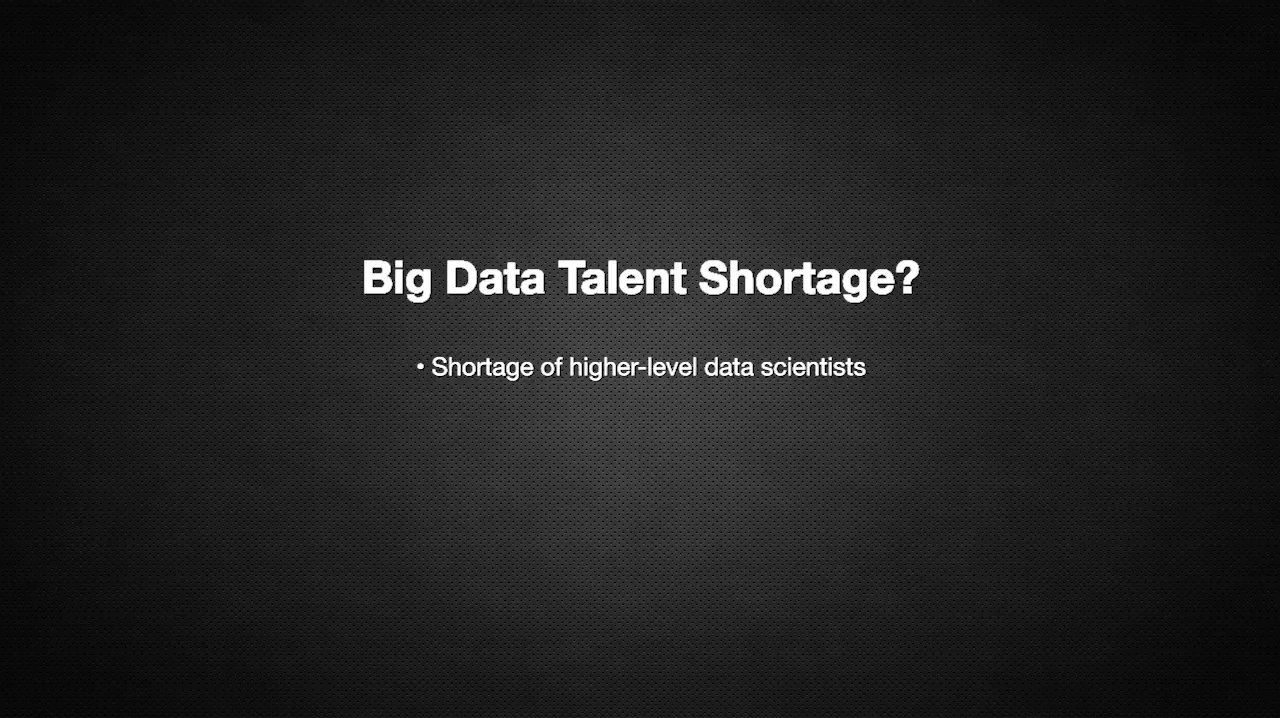 Big Data Talent Shortage?
• Shortage of higher-level data scientists